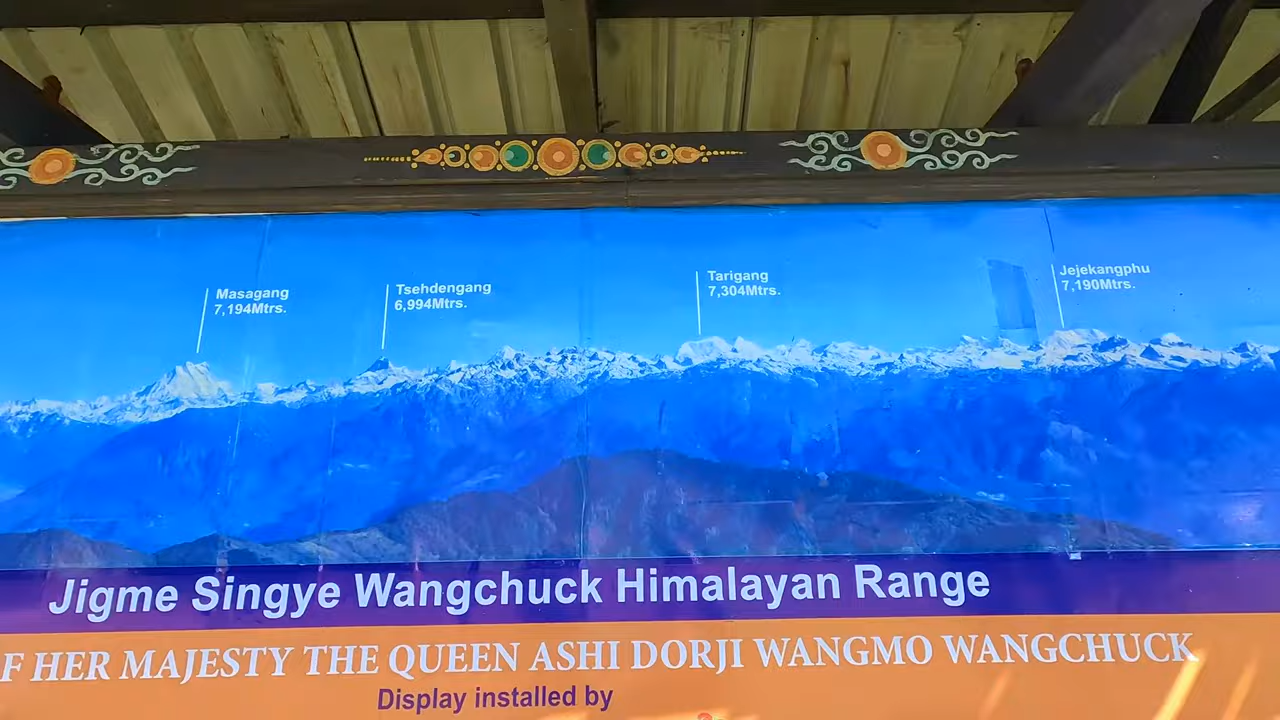 Masagang
7,194Mtrs.
Tsehdengang
6,994Mtrs.
Tarigang
7,304Mtrs.
Jejekangphu
7,190Mtrs.
Jigme Singye Wangchuck Himalayan Range
F HER MAJESTY THE QUEEN ASHI DORJI WANGMO WANGCHUCK
Display installed by